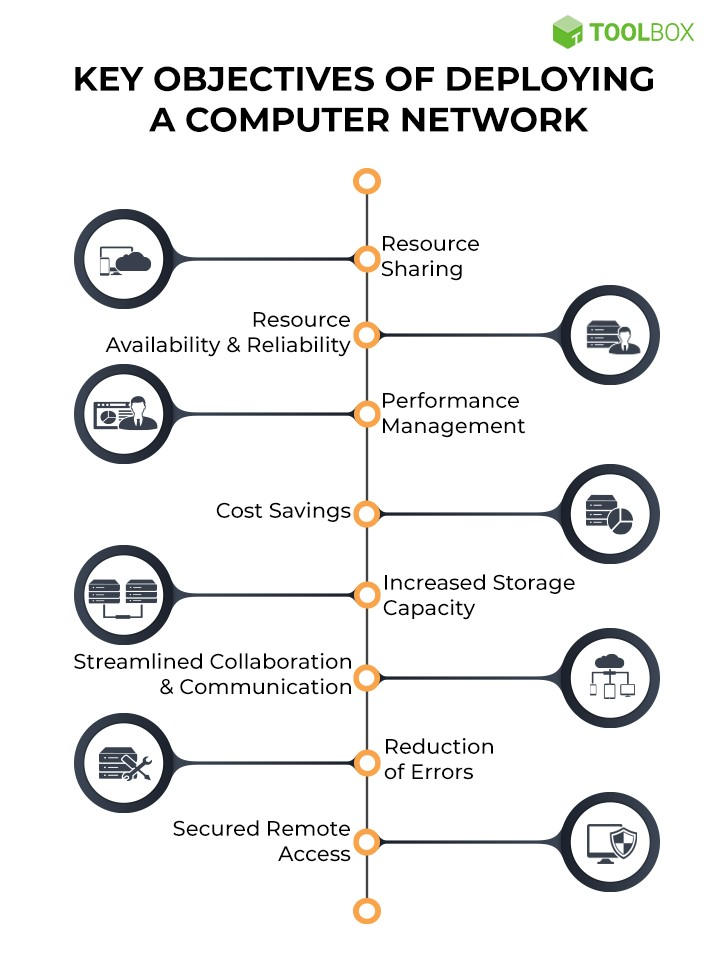 TOOLBOX
KEY OBJECTIVES OF DEPLOYING
A COMPUTER NETWORK
Resource
Sharing
Resource
Availability & Reliability
Performance
Management
Cost Savings
Increased Storage
Capacity
Streamlined Collaboration
& Communication
Reduction
of Errors
Secured Remote
Access